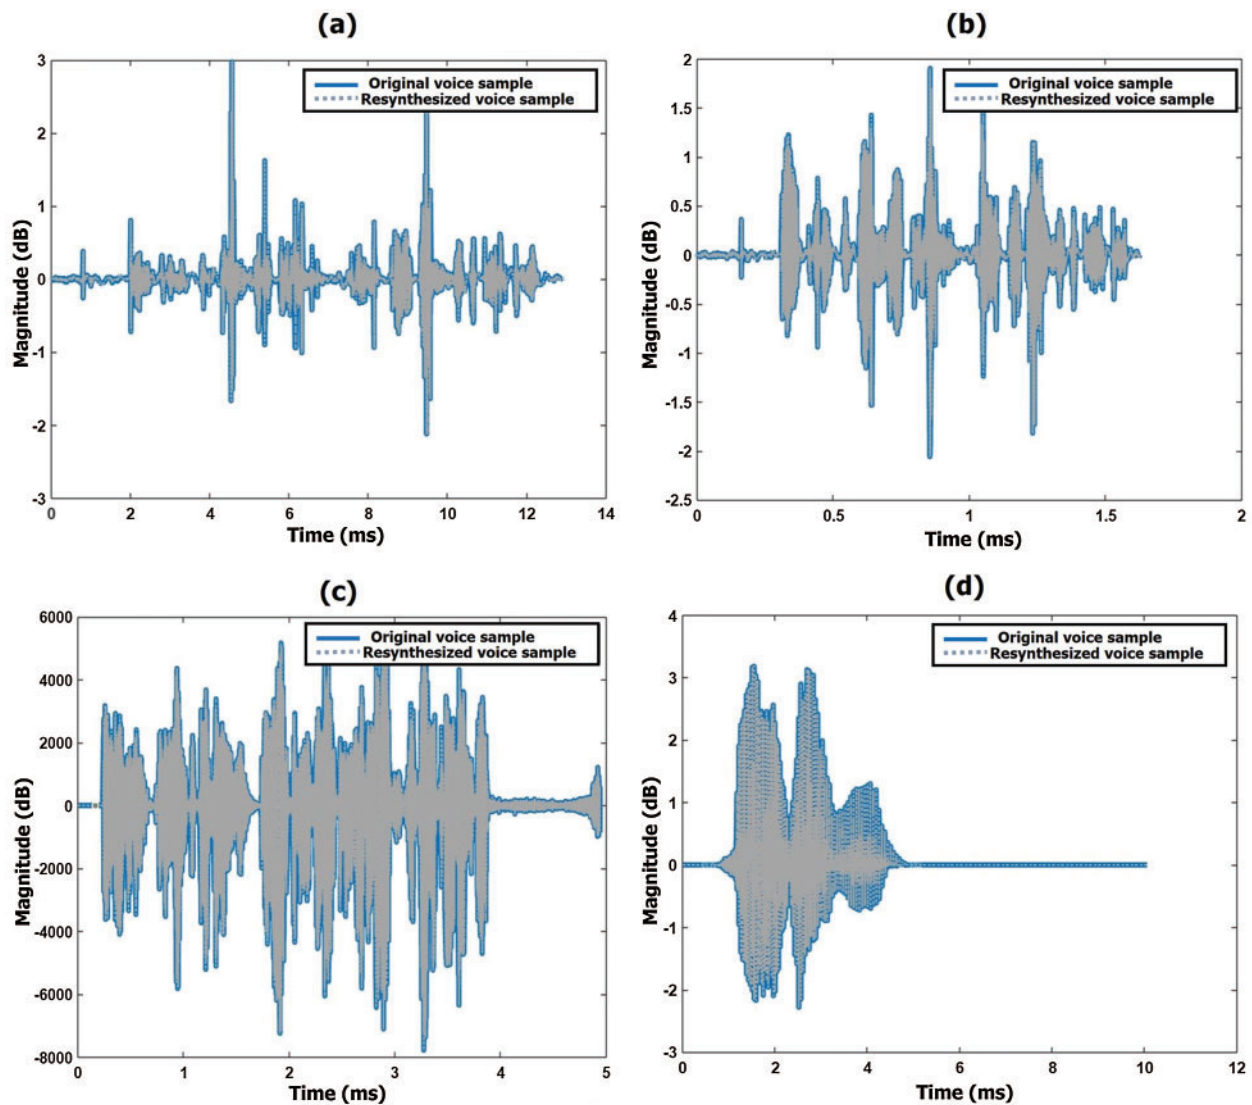 (a)
3
2
1
0
-1
-2
-3
Magnitude (dB)
Original voice sample
Resynthesized voice sample
0 2 4 6 8 10 12 14
Time (ms)
(b)
2
1.5
1
0.5
0
-0.5
-1
-1.5
-2
-2.5
Magnitude (dB)
Original voice sample
Resynthesized voice sample
0 0.5 1 1.5 2
Time (ms)
(c)
6000
4000
2000
0
-2000
-4000
-6000
-8000
Magnitude (dB)
Original voice sample
Resynthesized voice sample
0 1 2 3 4 5
Time (ms)
(d)
4
3
2
1
0
-1
-2
-3
Magnitude (dB)
Original voice sample
Resynthesized voice sample
0 2 4 6 8 10 12
Time (ms)